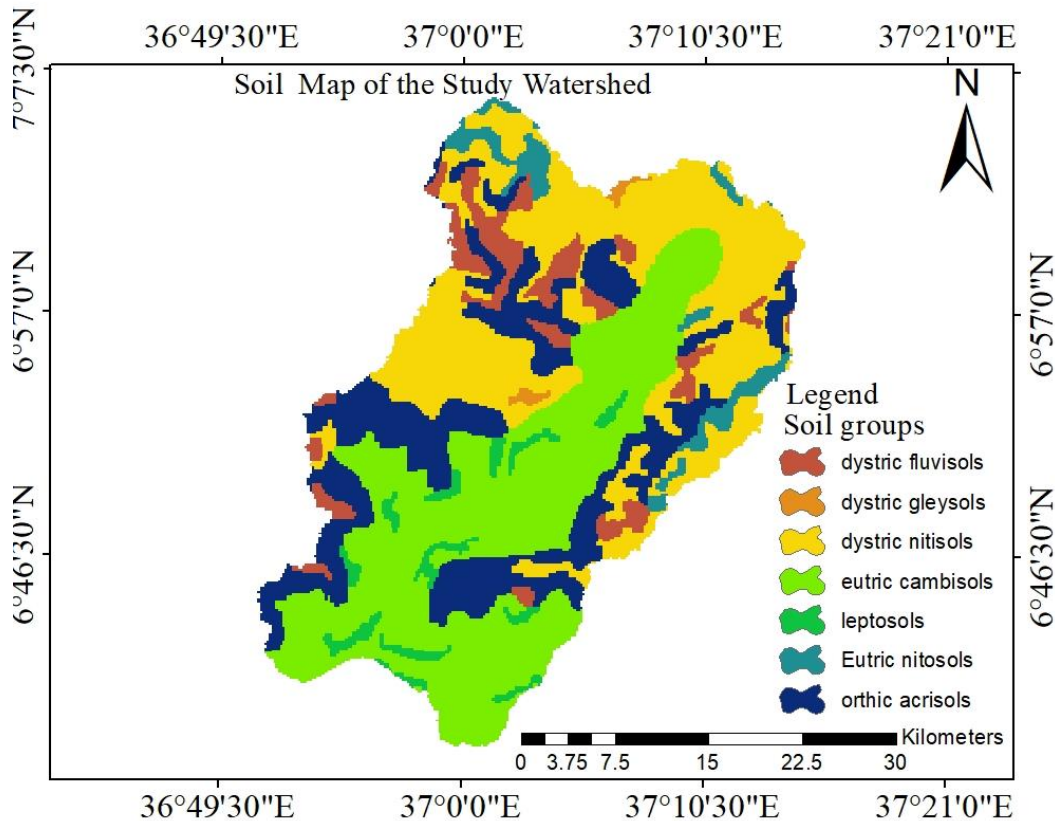 36°49'30"E 37°0'0"E 37°10'30"E 37°21'0"E
7°7'30"N
Soil Map of the Study Watershed
N
6°57'0"N
6°57'0"N
Legend
Soil groups
dystric fluvisols
dystric gleysols
dystric nitisols
eutric cambisols
leptosols
Eutric nitosols
orthic acrisols
6°46'30"N
6°46'30"N
Kilometers
0 3.75 7.5 15 22.5 30
36°49'30"E 37°0'0"E 37°10'30"E 37°21'0"E